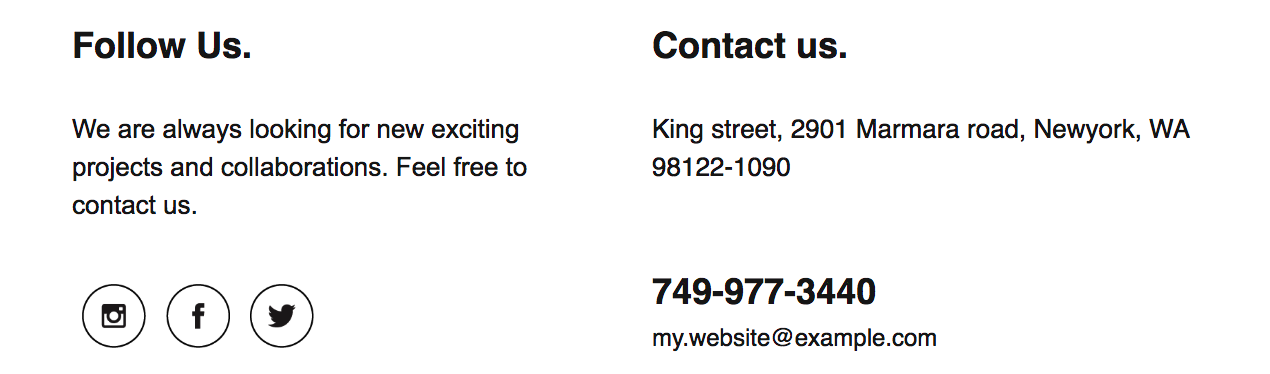 Follow Us.
We are always looking for new exciting
projects and collaborations. Feel free to
contact us.
Contact us.
King street, 2901 Marmara road, Newyork, WA
98122-1090
749-977-3440
my.website@example.com